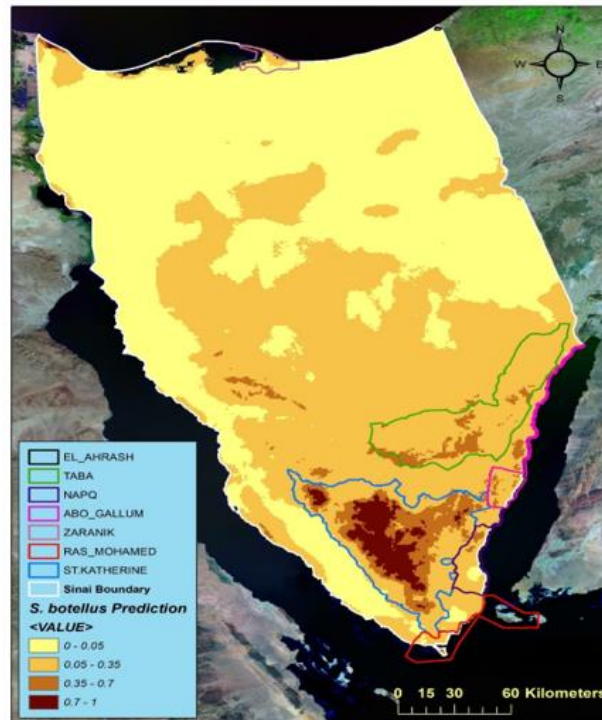 N
W E
S
EL_AHRASH
TABA
NAPQ
ABO_GALLUM
ZARANIK
RAS_MOHAMED
ST.KATHERINE
Sinai Boundary
S. botellus Prediction
<VALUE>
0 - 0.05
0.05 - 0.35
0.35 - 0.7
0.7 - 1
0 15 30 60 Kilometers